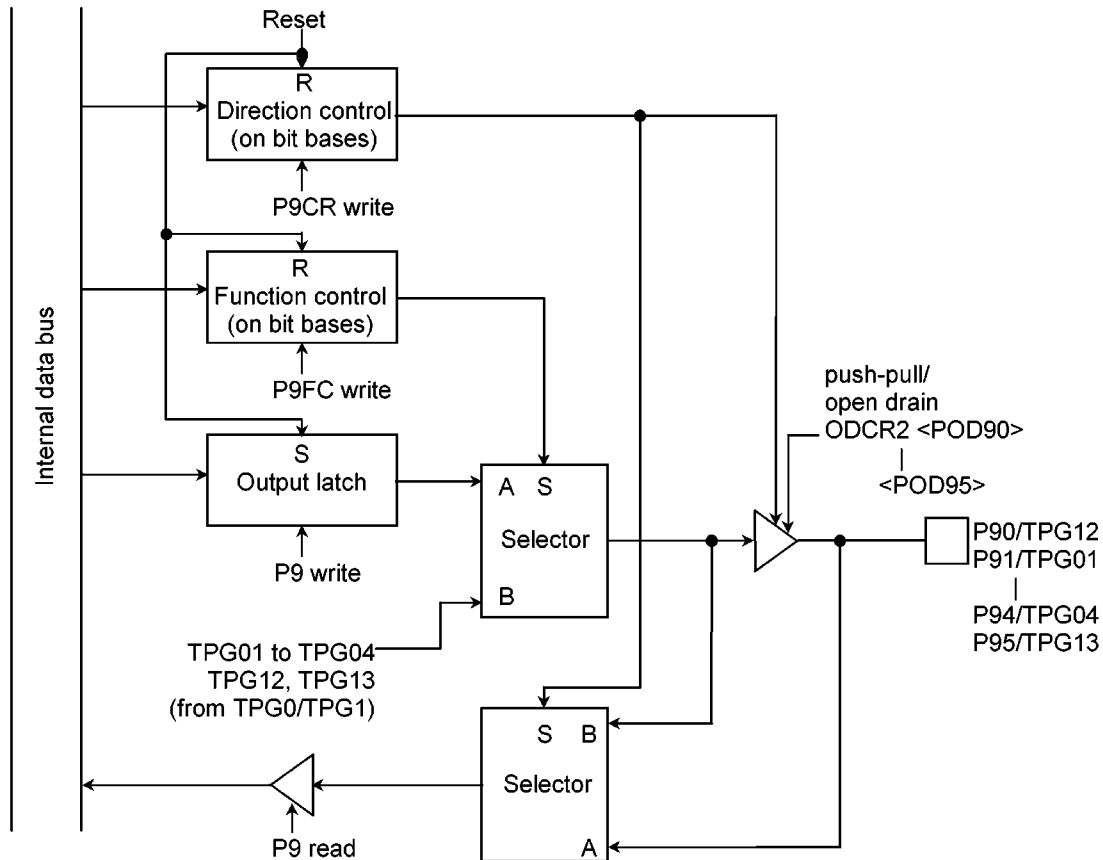 Reset
R
Direction control
(on bit bases)
P9CR write
R
Function control
(on bit bases)
P9FC write
Internal data bus
S
Output latch
P9 write
A S
Selector
B
TPG01 to TPG04
TPG12, TPG13
(from TPG0/TPG1)
push-pull/
open drain
ODCR2 <POD90>
<POD95>
P90/TPG12
P91/TPG01
P94/TPG04
P95/TPG13
S B
Selector
A
P9 read